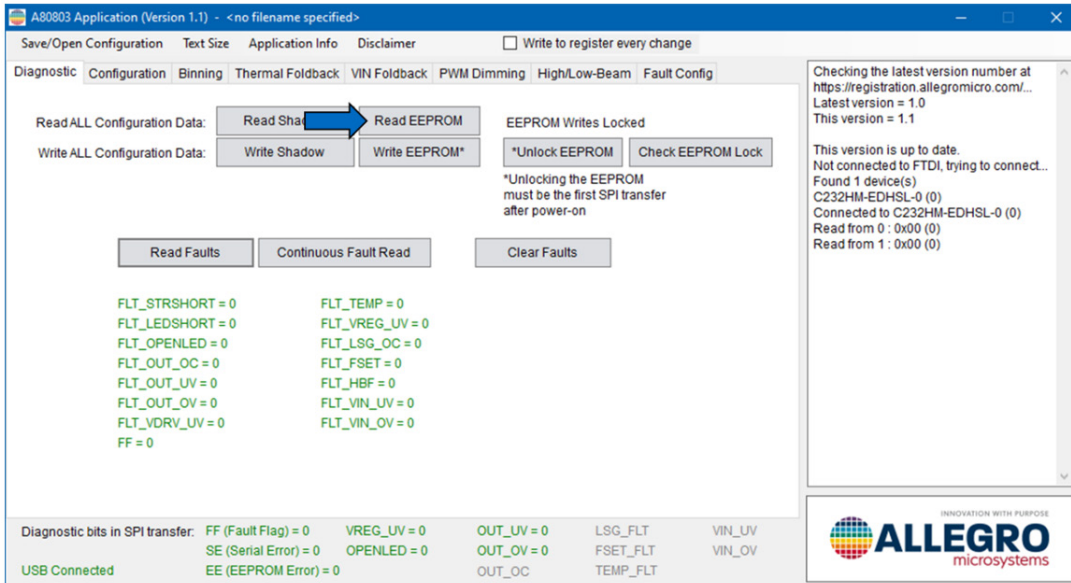 A80803 Application (Version 1.1) - <no filename specified>
Save/Open Configuration Text Size Application Info Disclaimer Write to register every change
Diagnostic Configuration Binning Thermal Foldback VIN Foldback PWM Dimming High/Low-Beam Fault Config
Read ALL Configuration Data: Read Read EEPROM EEPROM Writes Locked
Write ALL Configuration Data: Write Shadow Write EEPROM* *Unlock EEPROM Check EEPROM Lock
*Unlocking the EEPROM
must be the first SPI transfer
after power-on
Read Faults Continuous Fault Read Clear Faults
FLT_STRSHORT = 0 FLT_TEMP = 0
FLT_LEDSHORT = 0 FLT_VREG_UV = 0
FLT_OPENLED = 0 FLT_LSG_OC = 0
FLT_OUT_OC = 0 FLT_FSET = 0
FLT_OUT_UV = 0 FLT_HBF = 0
FLT_OUT_OV = 0 FLT_VIN_UV = 0
FLT_VDRV_UV = 0 FLT_VIN_OV = 0
FF = 0
Diagnostic bits in SPI transfer: FF (Fault Flag) = 0 VREG_UV = 0 OUT_UV = 0 LSG_FLT VIN_UV
SE (Serial Error) = 0 OPENLED = 0 OUT_OV = 0 FSET_FLT VIN_OV
USB Connected EE (EEPROM Error) = 0 OUT_OC TEMP_FLT
Checking the latest version number at
https://registration.allegromicro.com/...
Latest version = 1.0
This version = 1.1
This version is up to date.
Not connected to FTDI, trying to connect...
Found 1 device(s)
C232HM-EDHSL-0 (0)
Connected to C232HM-EDHSL-0 (0)
Read from 0 : 0x00 (0)
Read from 1 : 0x00 (0)
INNOVATION WITH PURPOSE
ALLEGRO
microsystems